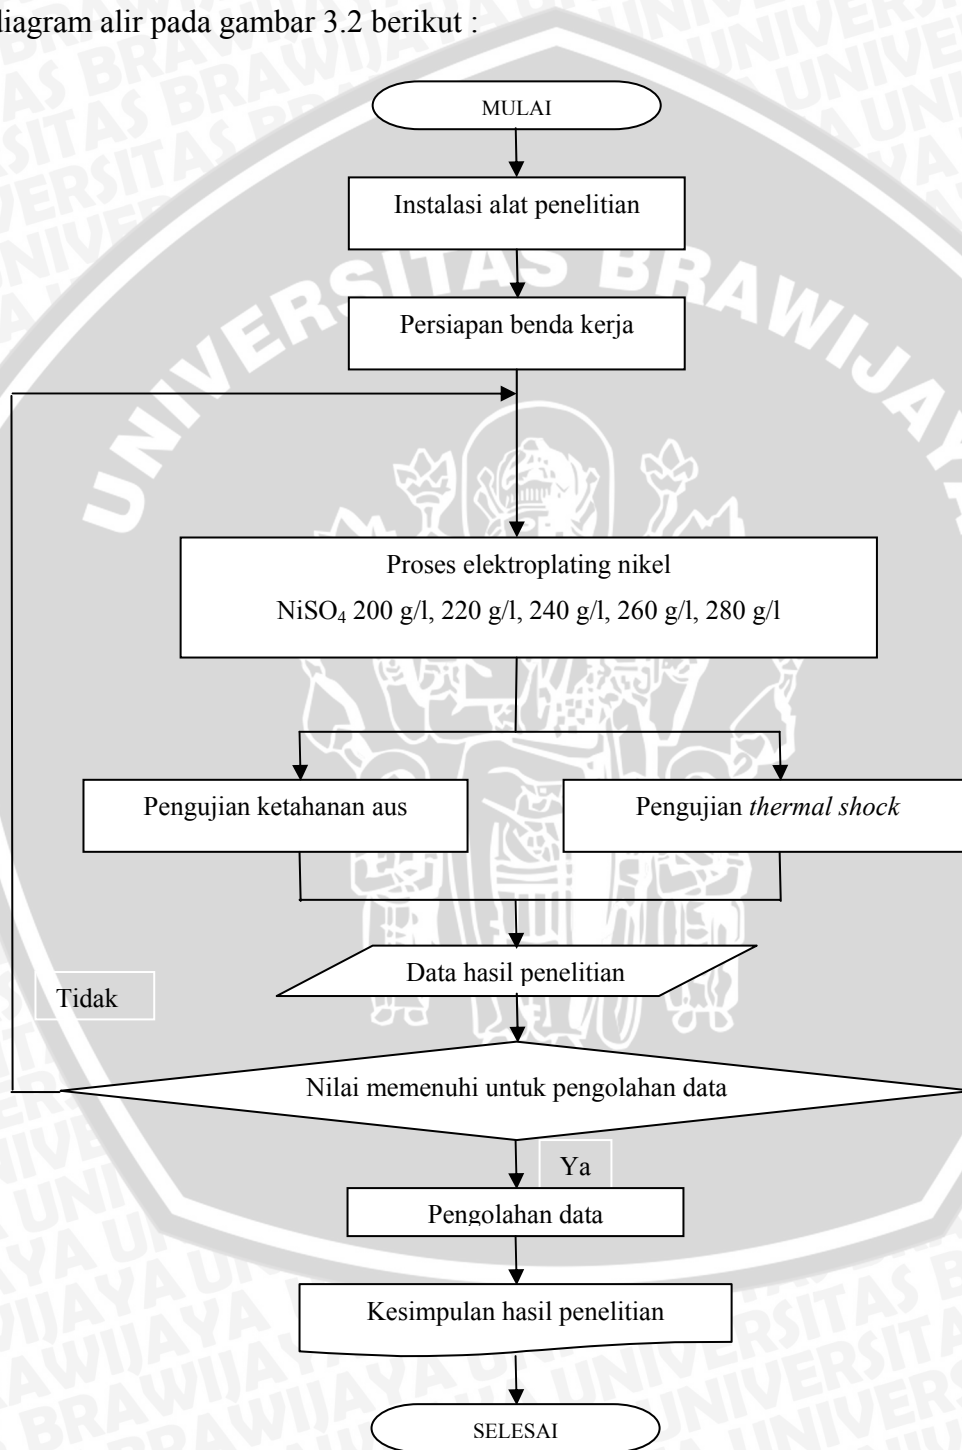 diagram alir pada gambar 3.2 berikut :
MULAI
Instalasi alat penelitian
UNIVERSITAS BRAWIJAYA
Persiapan benda kerja
Proses elektroplating nikel
NiSO₄ 200 g/l, 220 g/l, 240 g/l, 260 g/l, 280 g/l
Pengujian ketahanan aus
Pengujian thermal shock
Data hasil penelitian
Tidak
Nilai memenuhi untuk pengolahan data
Ya
Pengolahan data
Kesimpulan hasil penelitian
SELESAI